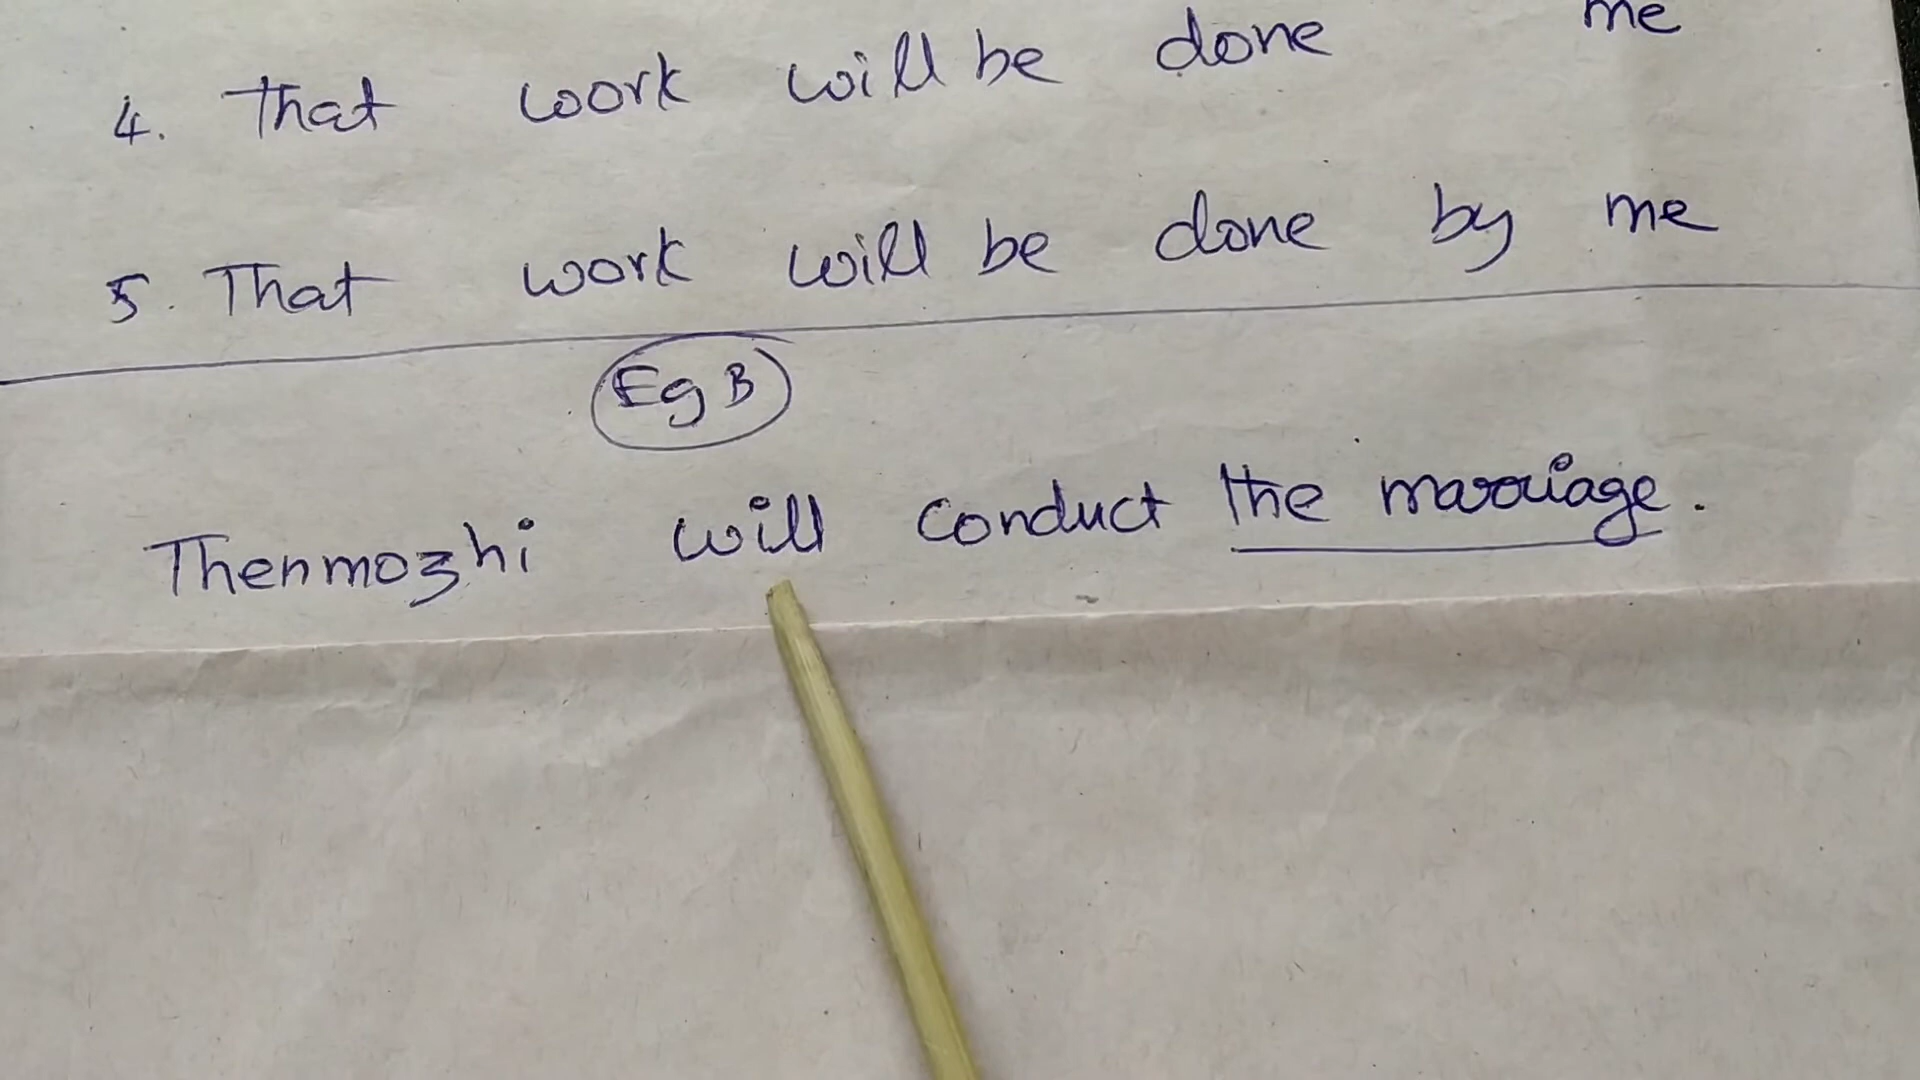 4. That work will be done me
5. That work will be done by me
Eg B
Thenmozhi will conduct the marriage.